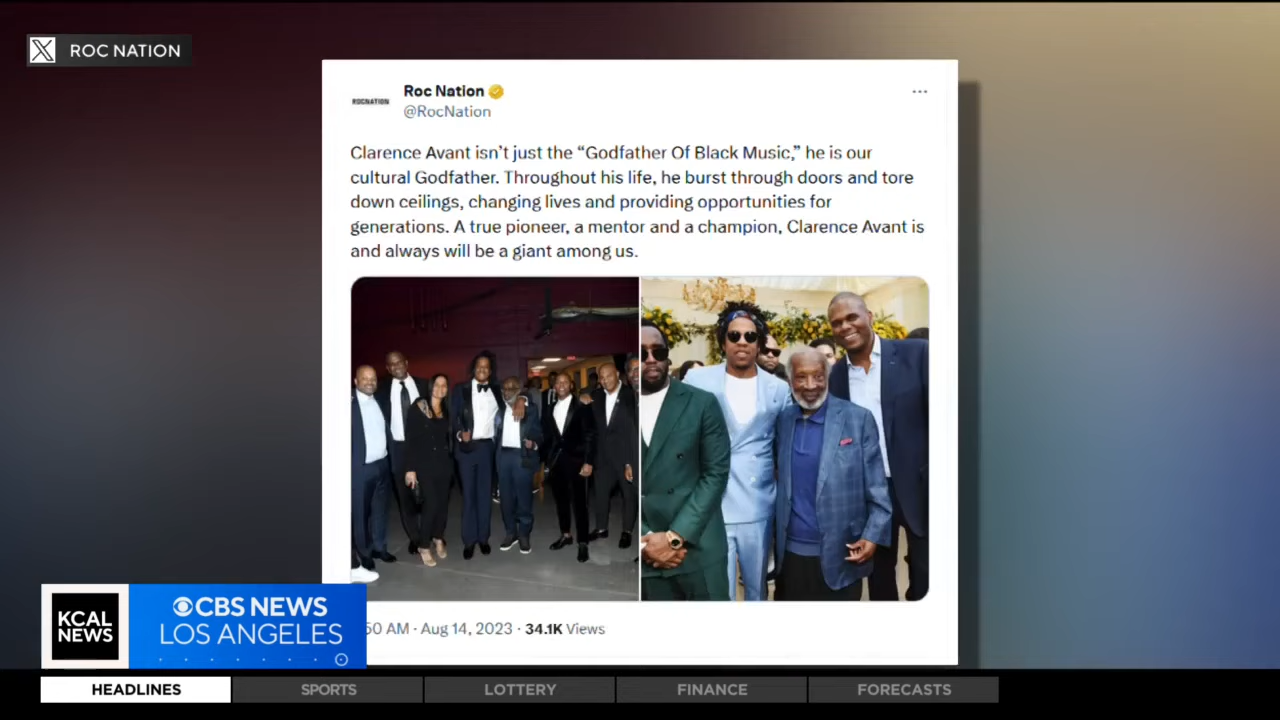 ROC NATION
ROCNATION
Roc Nation
@RocNation
Clarence Avant isn't just the “Godfather Of Black Music,” he is our
cultural Godfather. Throughout his life, he burst through doors and tore
down ceilings, changing lives and providing opportunities for
generations. A true pioneer, a mentor and a champion, Clarence Avant is
and always will be a giant among us.
50 AM · Aug 14, 2023 · 34.1K Views
KCAL
NEWS
CBS NEWS
LOS ANGELES
HEADLINES
SPORTS
LOTTERY
FINANCE
FORECASTS